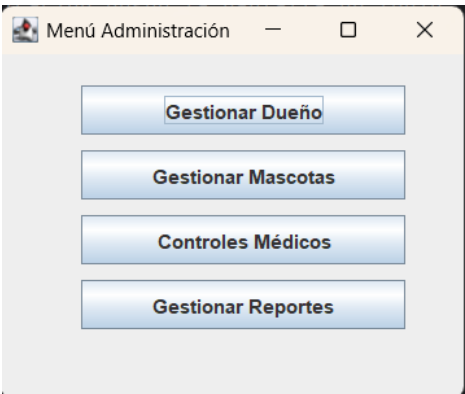 Menú Administración
Gestionar Dueño
Gestionar Mascotas
Controles Médicos
Gestionar Reportes